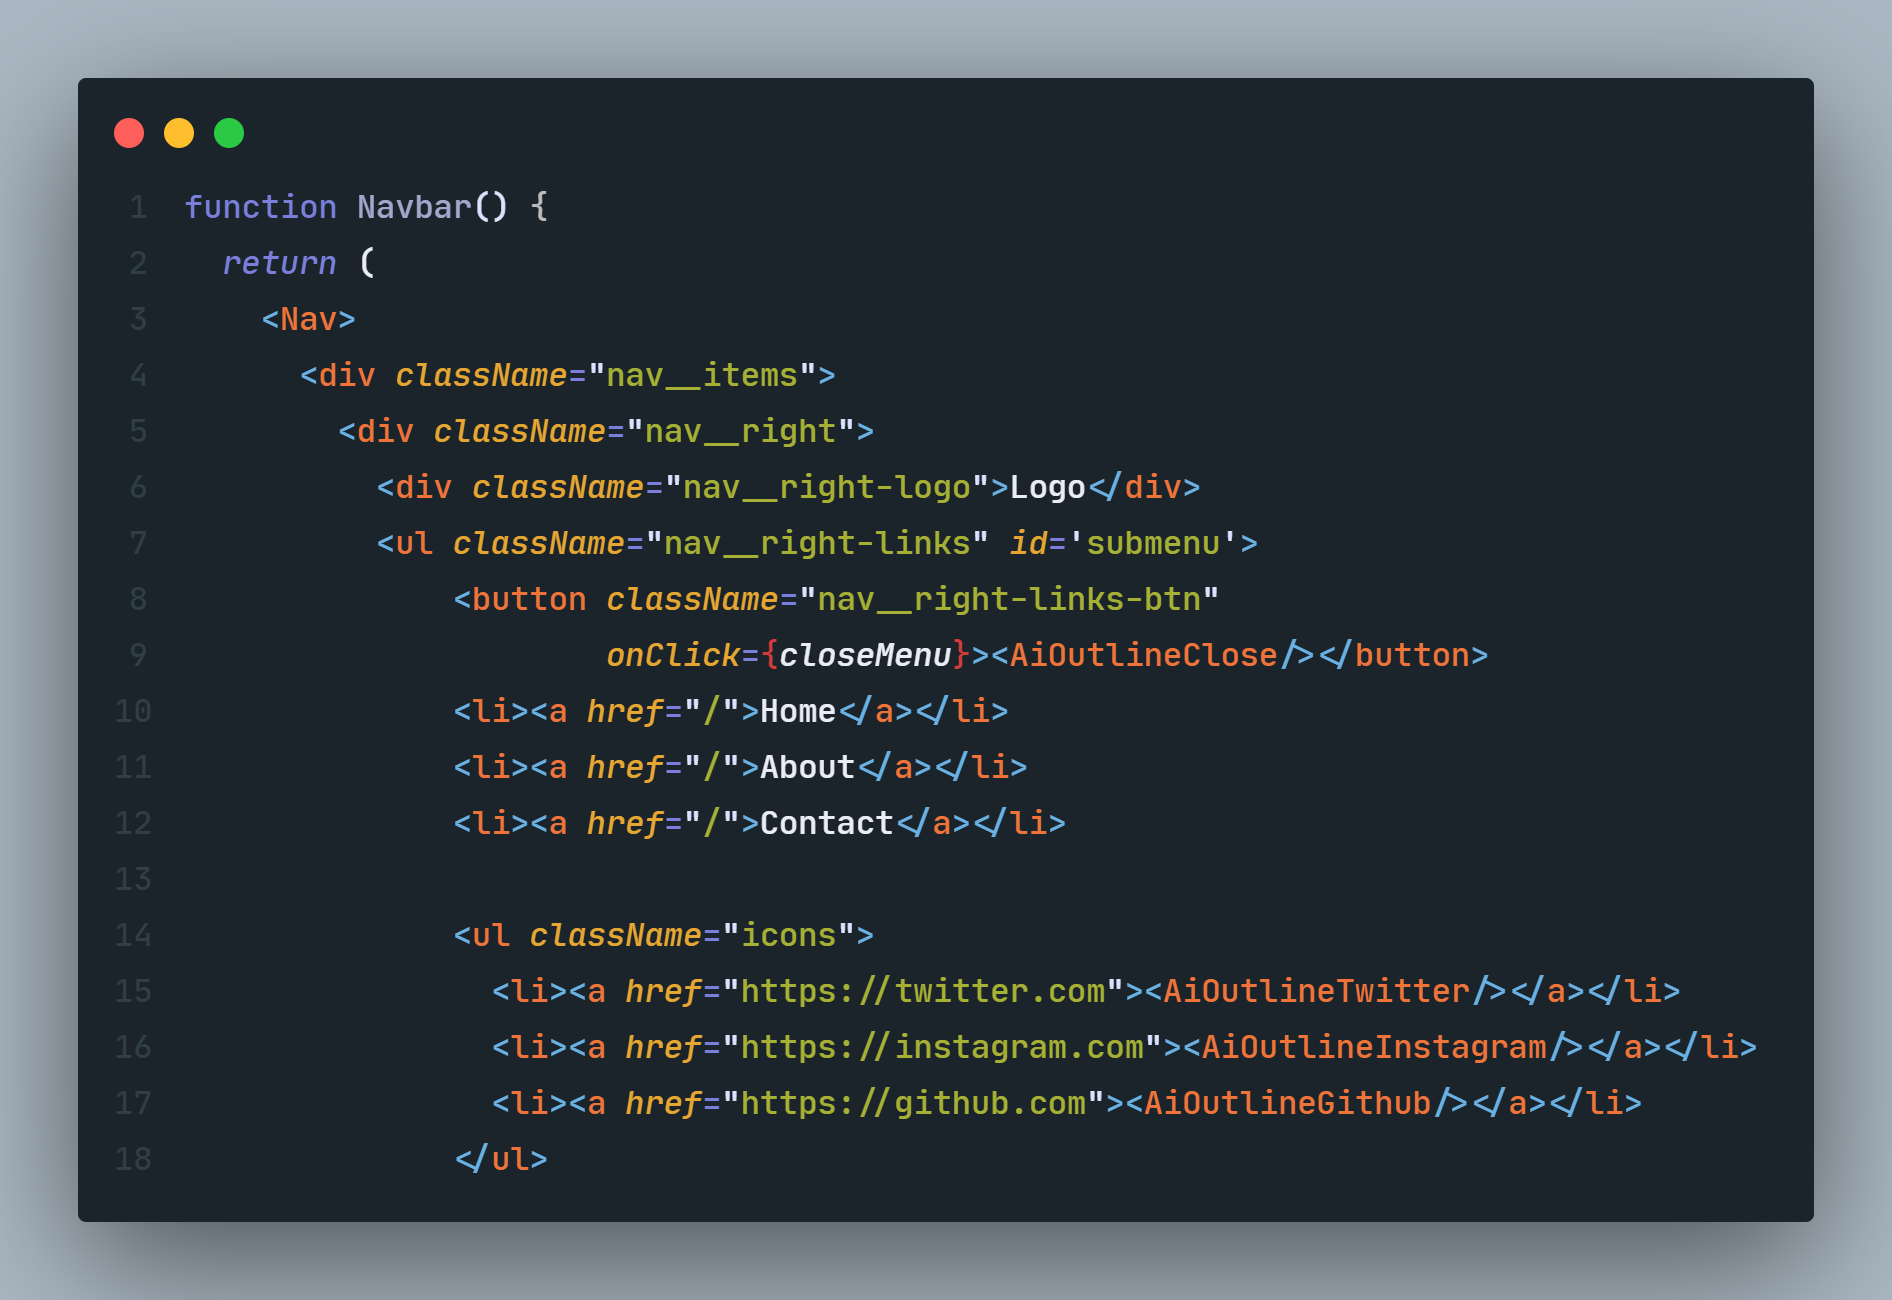 1 function Navbar() {
2   return (
3     <Nav>
4       <div className="nav__items">
5         <div className="nav__right">
6           <div className="nav__right-logo">Logo</div>
7           <ul className="nav__right-links" id='submenu'>
8               <button className="nav__right-links-btn"
9                       onClick={closeMenu}><AiOutlineClose/></button>
10               <li><a href="/">Home</a></li>
11               <li><a href="/">About</a></li>
12               <li><a href="/">Contact</a></li>
13
14               <ul className="icons">
15                 <li><a href="https://twitter.com"><AiOutlineTwitter/></a></li>
16                 <li><a href="https://instagram.com"><AiOutlineInstagram/></a></li>
17                 <li><a href="https://github.com"><AiOutlineGithub/></a></li>
18               </ul>